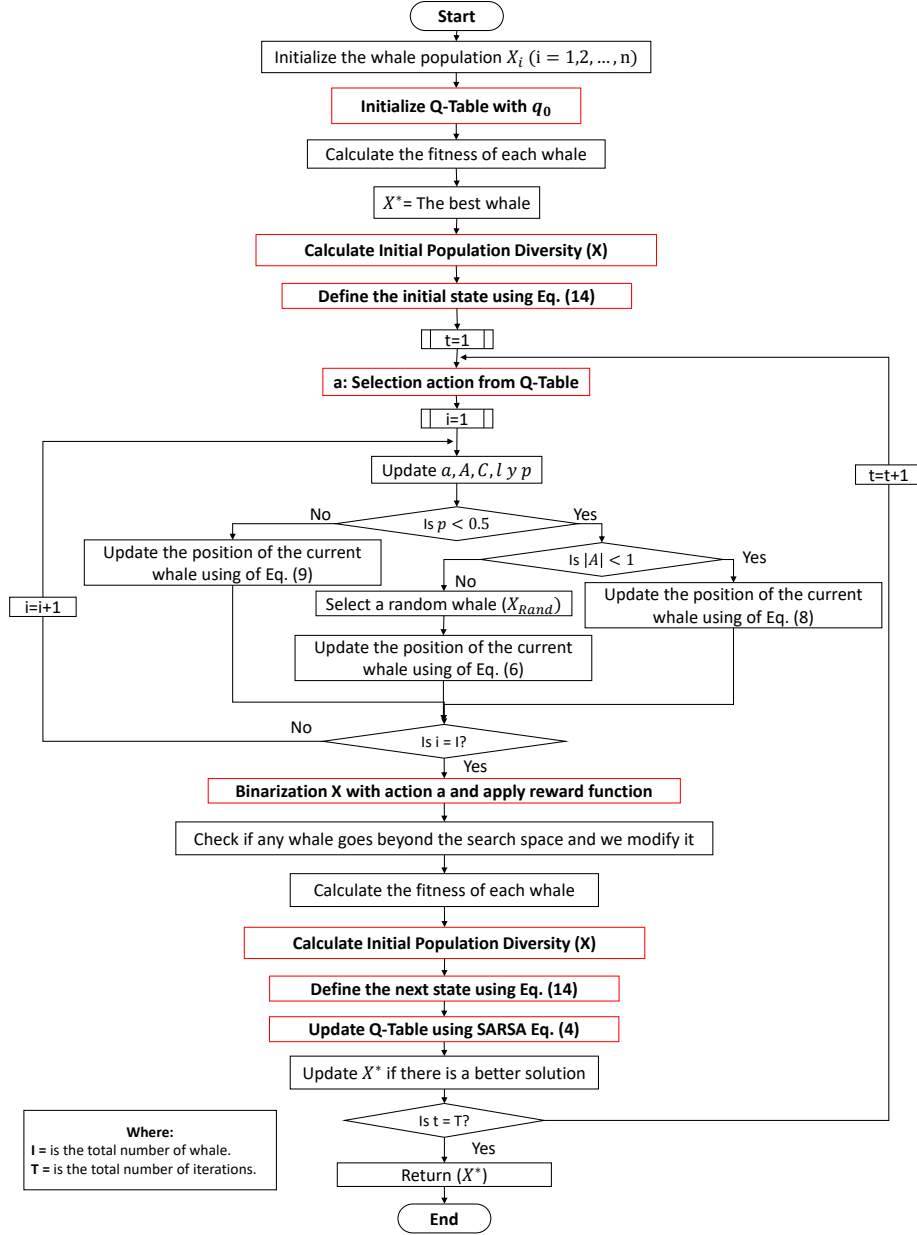 Start
Initialize the whale population X_i (i = 1,2, ..., n)
Initialize Q-Table with q_0
Calculate the fitness of each whale
X*= The best whale
Calculate Initial Population Diversity (X)
Define the initial state using Eq. (14)
t=1
a: Selection action from Q-Table
i=1
Update a, A, C, l y p
t=t+1
No
Is p < 0.5
Yes
Update the position of the current
whale using of Eq. (9)
Is |A| < 1
Yes
No
i=i+1
Select a random whale (X_Rand)
Update the position of the current
whale using of Eq. (8)
Update the position of the current
whale using of Eq. (6)
No
Is i = I?
Yes
Binarization X with action a and apply reward function
Check if any whale goes beyond the search space and we modify it
Calculate the fitness of each whale
Calculate Initial Population Diversity (X)
Define the next state using Eq. (14)
Update Q-Table using SARSA Eq. (4)
Update X* if there is a better solution
Is t = T?
Yes
Where:
I = is the total number of whale.
T = is the total number of iterations.
Return (X*)
End